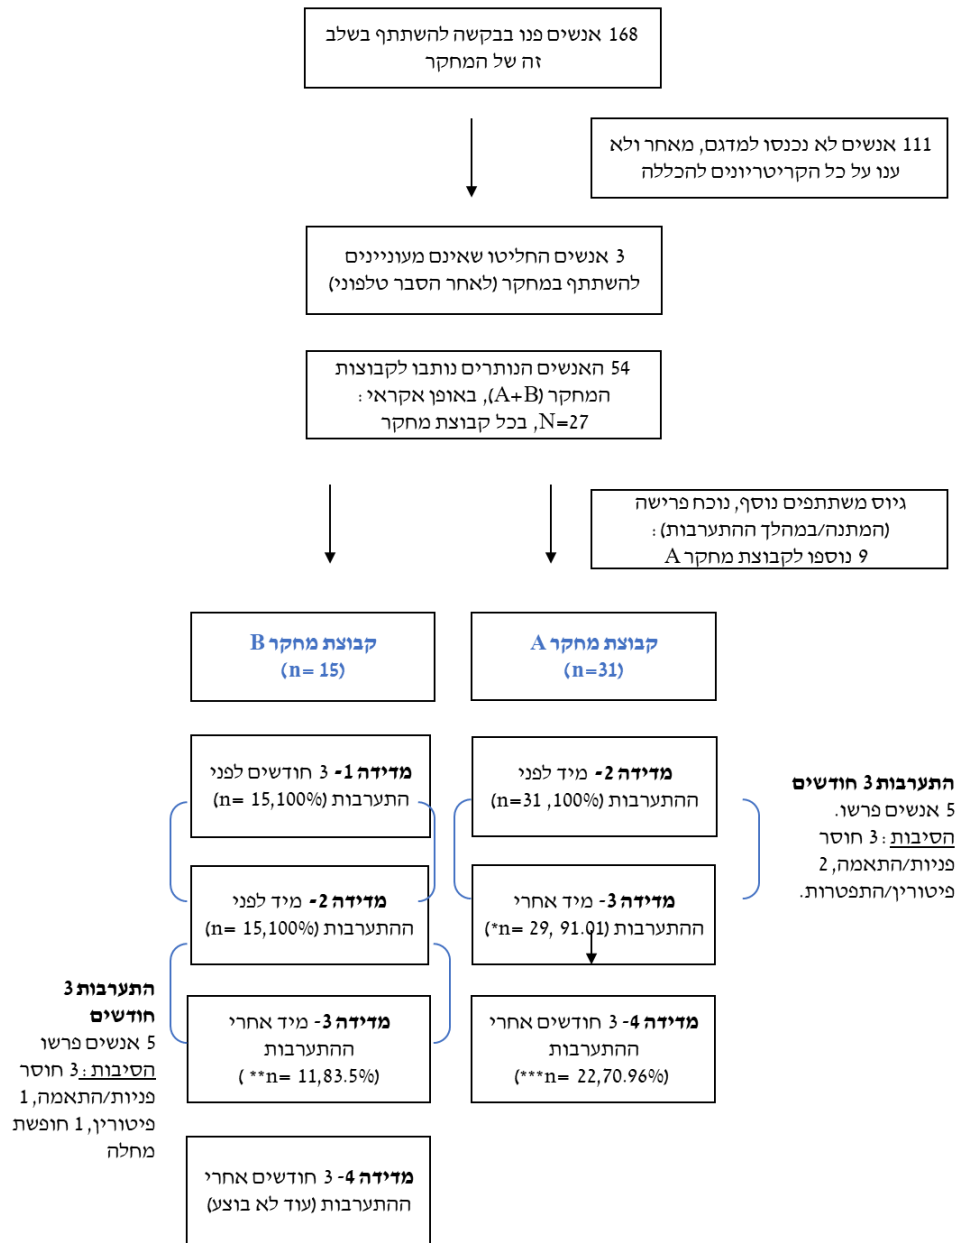 168 אנשים פנו בבקשה להשתתף בשלב
זה של המחקר
111 אנשים לא נכנסו למדגם, מאחר ולא
ענו על כל הקריטריונים להכללה
3 אנשים החליטו שאינם מעוניינים
להשתתף במחקר (לאחר הסבר טלפוני)
54 האנשים הנותרים נותבו לקבוצות
המחקר (A+B), באופן אקראי:
N=27, בכל קבוצת מחקר
גיוס משתתפים נוסף, נוכח פרישה
(המתנה/במהלך ההתערבות):
9 נוספו לקבוצת מחקר A
קבוצת מחקר A
(n=31)
קבוצת מחקר B
(n= 15)
מדידה 2- מיד לפני
ההתערבות (n=31 ,100%)
התערבות 3 חודשים
5 אנשים פרשו.
הסיבות: 3 חוסר
פניות/התאמה, 2
פיטורין/התפטרות.
מדידה 3- מיד אחרי
ההתערבות (*n= 29, 91.01)
מדידה 4- 3 חודשים אחרי
ההתערבות
(***n= 22,70.96%)
מדידה 1- 3 חודשים לפני
התערבות (n= 15,100%)
מדידה 2- מיד לפני
ההתערבות (n= 15,100%)
התערבות 3
חודשים
5 אנשים פרשו
הסיבות: 3 חוסר
פניות/התאמה, 1
פיטורין, 1 חופשת
מחלה
מדידה 3- מיד אחרי
ההתערבות
(**n= 11,83.5% )
מדידה 4- 3 חודשים אחרי
ההתערבות (עוד לא בוצע)